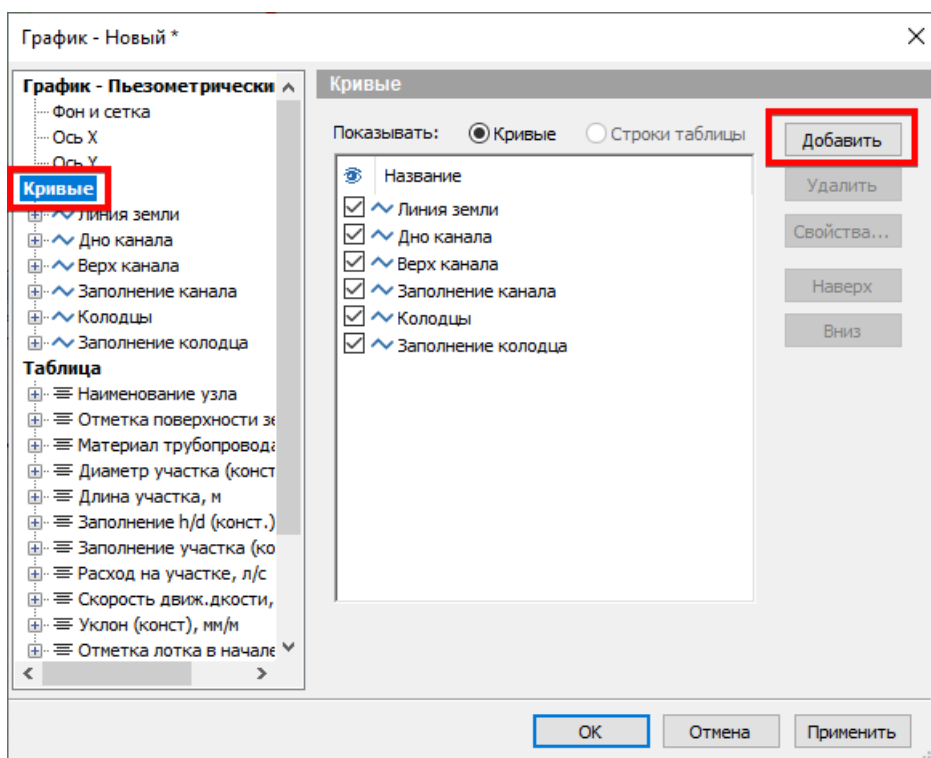 График - Новый *
График - Пьезометрически
Фон и сетка
Ось X
Ось Y
Кривые
Линия земли
Дно канала
Верх канала
Заполнение канала
Колодцы
Заполнение колодца
Таблица
Наименование узла
Отметка поверхности зе
Материал трубопровода
Диаметр участка (конст
Длина участка, м
Заполнение h/d (конст.)
Заполнение участка (ко
Расход на участке, л/с
Скорость движ.дкости,
Уклон (конст), мм/м
Отметка лотка в начале
Кривые
Показывать: Кривые Строки таблицы
Название
Линия земли
Дно канала
Верх канала
Заполнение канала
Колодцы
Заполнение колодца
Добавить
Удалить
Свойства...
Наверх
Вниз
OK Отмена Применить